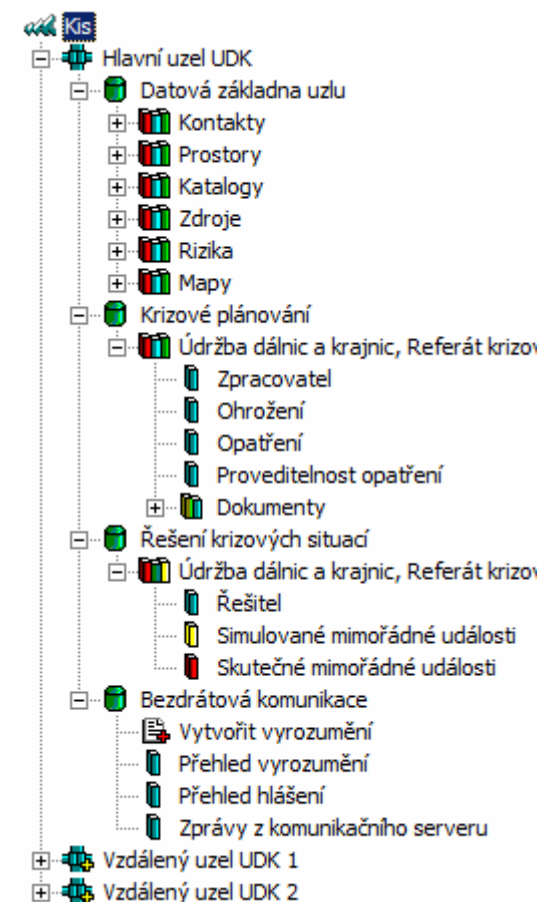 Kis
Hlavní uzel UDK
Datová základna uzlu
Kontakty
Prostory
Katalogy
Zdroje
Rizika
Mapy
Krizové plánování
Údržba dálnic a krajnic, Referát krizov
Zpracovatel
Ohrožení
Opatření
Proveditelnost opatření
Dokumenty
Řešení krizových situací
Údržba dálnic a krajnic, Referát krizov
Řešitel
Simulované mimořádné události
Skutečné mimořádné události
Bezdrátová komunikace
Vytvořit vyrozumění
Přehled vyrozumění
Přehled hlášení
Zprávy z komunikačního serveru
Vzdálený uzel UDK 1
Vzdálený uzel UDK 2